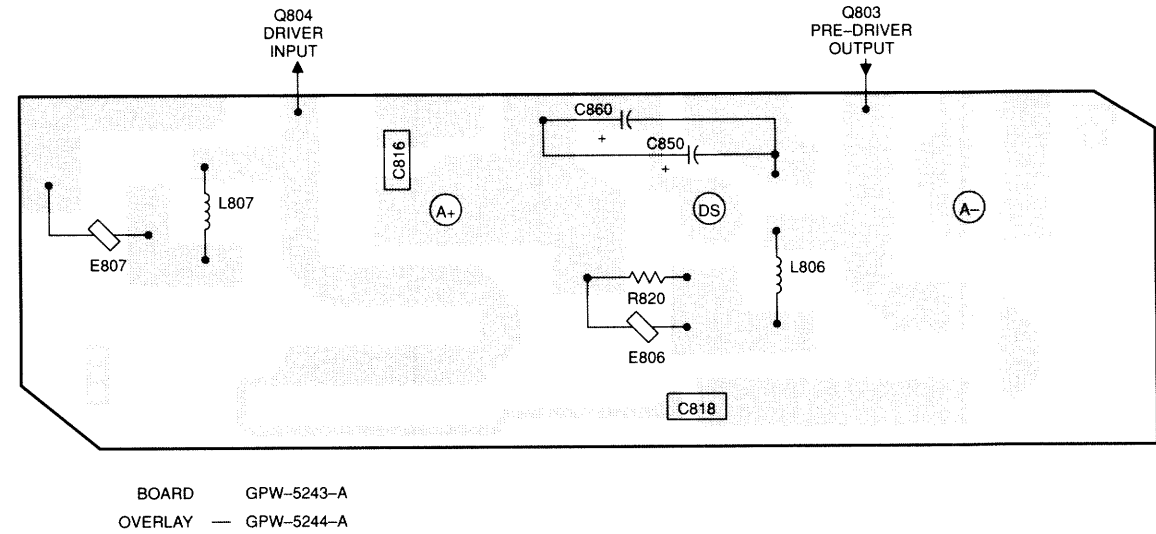 Q804
DRIVER
INPUT
Q803
PRE–DRIVER
OUTPUT
C860
+
C850
+
C816
L807
A+
DS
A–
E807
L806
R820
E806
C818
BOARD GPW–5243–A
OVERLAY — GPW–5244–A